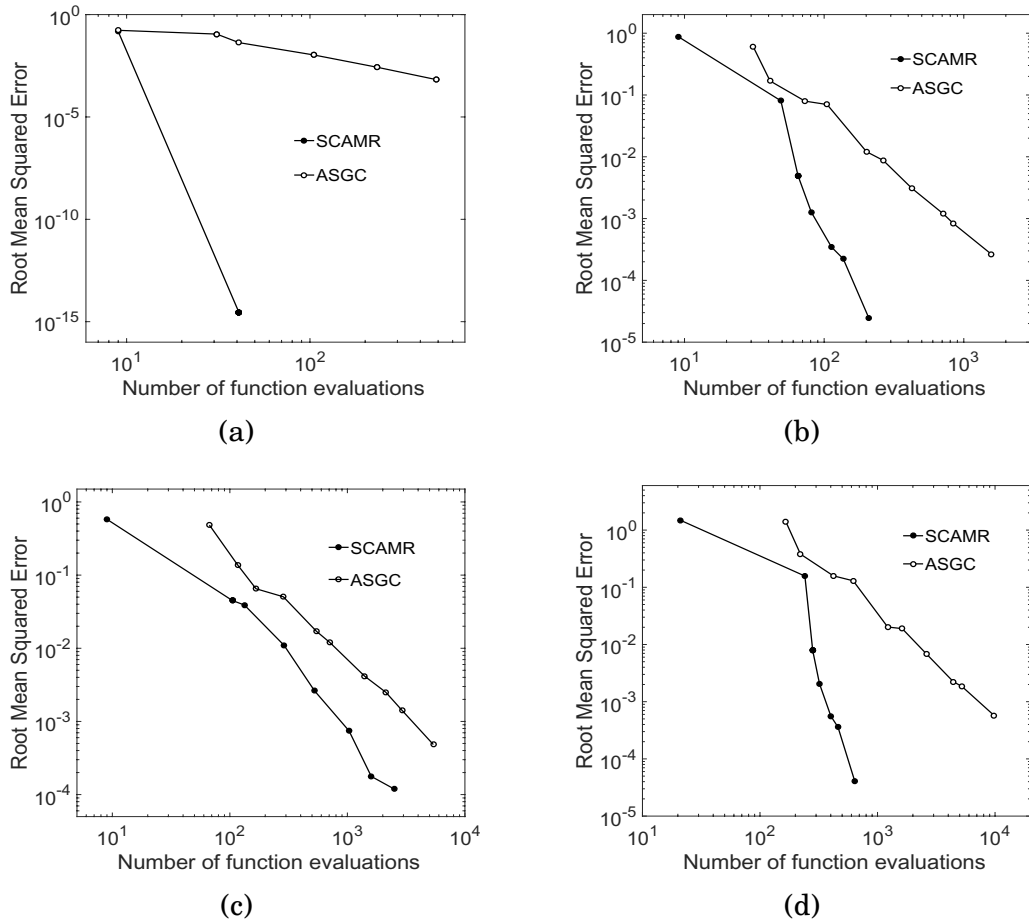 10^0
10^-5
10^-10
10^-15
Root Mean Squared Error
SCAMR
ASGC
10^1
10^2
Number of function evaluations
(a)
10^0
10^-1
10^-2
10^-3
10^-4
10^-5
Root Mean Squared Error
SCAMR
ASGC
10^1
10^2
10^3
Number of function evaluations
(b)
10^0
10^-1
10^-2
10^-3
10^-4
Root Mean Squared Error
SCAMR
ASGC
10^1
10^2
10^3
10^4
Number of function evaluations
(c)
10^0
10^-1
10^-2
10^-3
10^-4
10^-5
Root Mean Squared Error
SCAMR
ASGC
10^1
10^2
10^3
10^4
Number of function evaluations
(d)